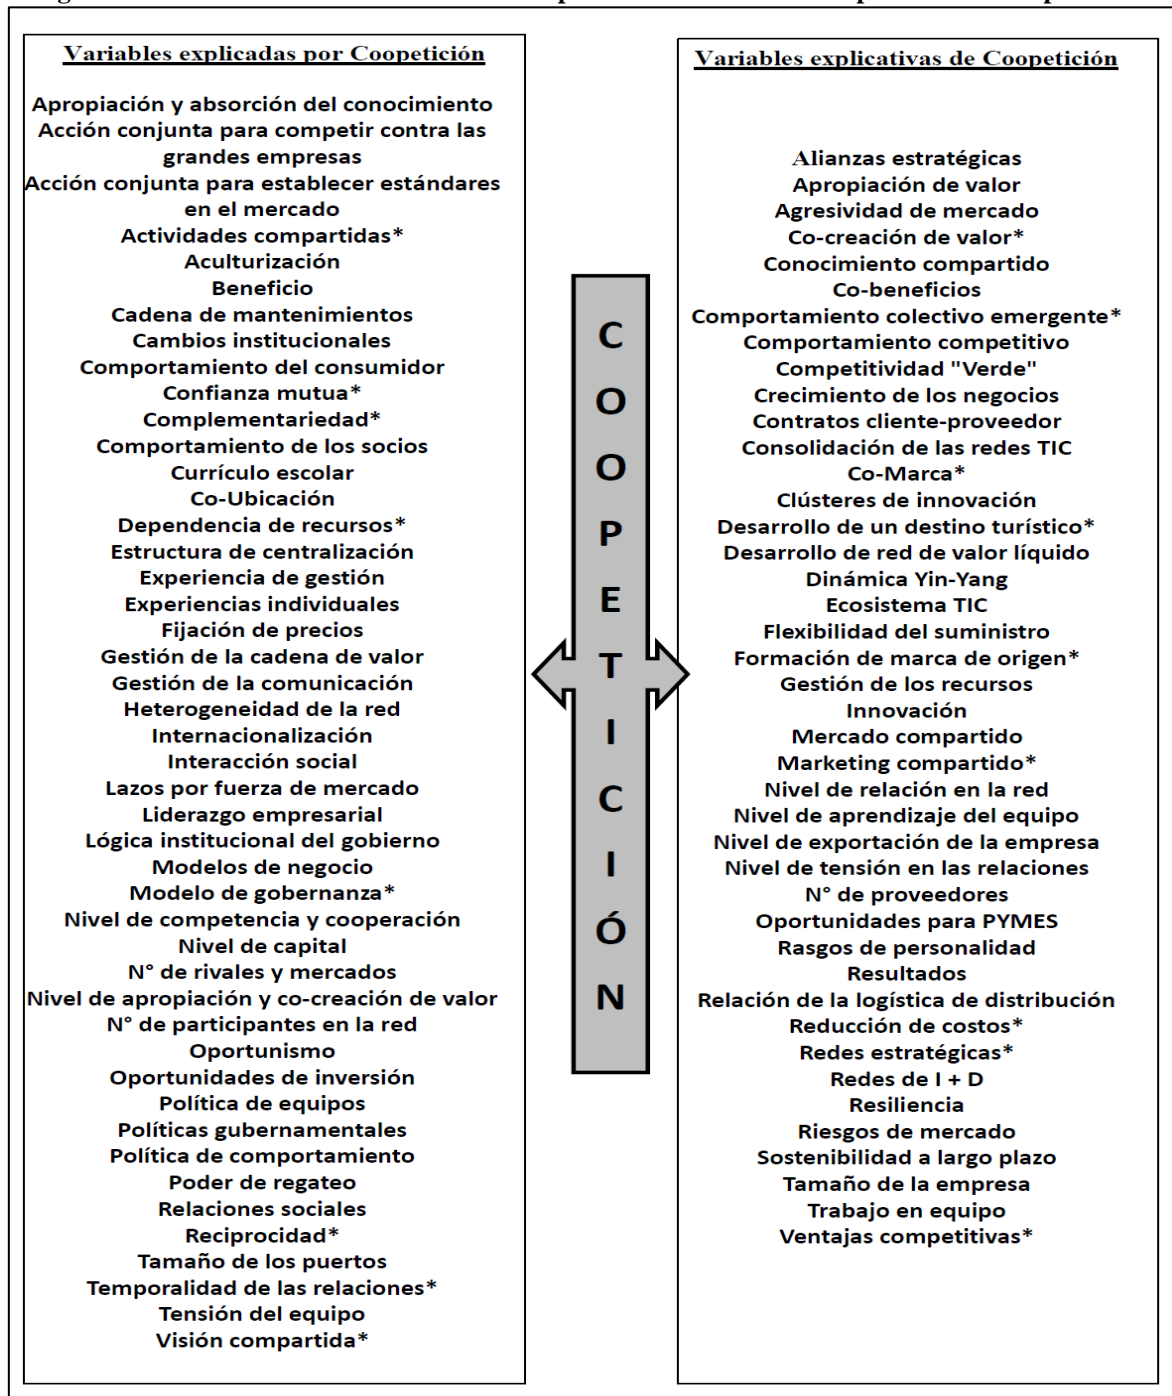 Variables explicadas por Coopetición
Apropiación y absorción del conocimiento
Acción conjunta para competir contra las
grandes empresas
Acción conjunta para establecer estándares
en el mercado
Actividades compartidas*
Aculturización
Beneficio
Cadena de mantenimientos
Cambios institucionales
Comportamiento del consumidor
Confianza mutua*
Complementariedad*
Comportamiento de los socios
Currículo escolar
Co-Ubicación
Dependencia de recursos*
Estructura de centralización
Experiencia de gestión
Experiencias individuales
Fijación de precios
Gestión de la cadena de valor
Gestión de la comunicación
Heterogeneidad de la red
Internacionalización
Interacción social
Lazos por fuerza de mercado
Liderazgo empresarial
Lógica institucional del gobierno
Modelos de negocio
Modelo de gobernanza*
Nivel de competencia y cooperación
Nivel de capital
N° de rivales y mercados
Nivel de apropiación y co-creación de valor
N° de participantes en la red
Oportunismo
Oportunidades de inversión
Política de equipos
Políticas gubernamentales
Política de comportamiento
Poder de regateo
Relaciones sociales
Reciprocidad*
Tamaño de los puertos
Temporalidad de las relaciones*
Tensión del equipo
Visión compartida*
C
O
O
P
E
T
I
C
I
Ó
N
Variables explicativas de Coopetición
Alianzas estratégicas
Apropiación de valor
Agresividad de mercado
Co-creación de valor*
Conocimiento compartido
Co-beneficios
Comportamiento colectivo emergente*
Comportamiento competitivo
Competitividad "Verde"
Crecimiento de los negocios
Contratos cliente-proveedor
Consolidación de las redes TIC
Co-Marca*
Clústeres de innovación
Desarrollo de un destino turístico*
Desarrollo de red de valor líquido
Dinámica Yin-Yang
Ecosistema TIC
Flexibilidad del suministro
Formación de marca de origen*
Gestión de los recursos
Innovación
Mercado compartido
Marketing compartido*
Nivel de relación en la red
Nivel de aprendizaje del equipo
Nivel de exportación de la empresa
Nivel de tensión en las relaciones
N° de proveedores
Oportunidades para PYMES
Rasgos de personalidad
Resultados
Relación de la logística de distribución
Reducción de costos*
Redes estratégicas*
Redes de I + D
Resiliencia
Riesgos de mercado
Sostenibilidad a largo plazo
Tamaño de la empresa
Trabajo en equipo
Ventajas competitivas*